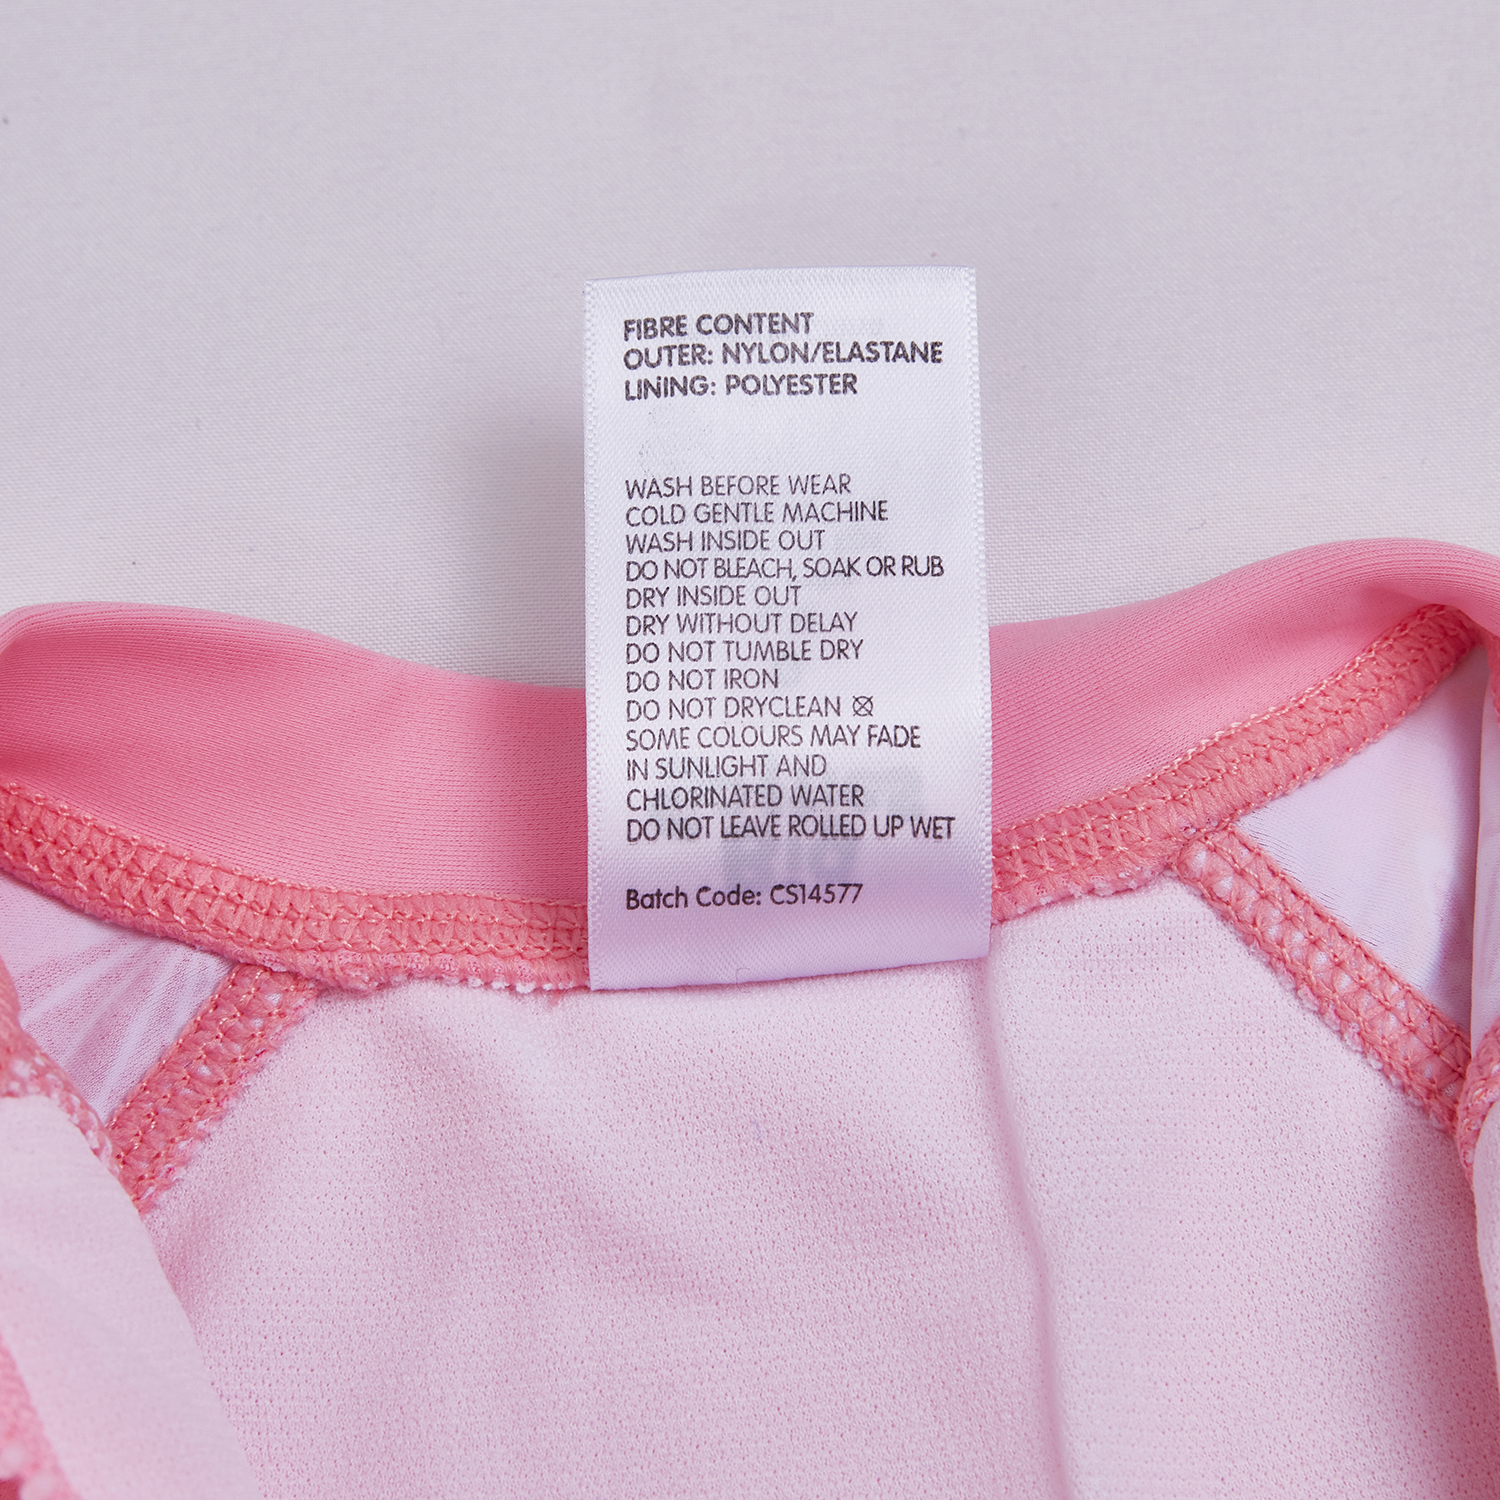 FIBRE CONTENT
OUTER: NYLON/ELASTANE
LINING: POLYESTER
WASH BEFORE WEAR
COLD GENTLE MACHINE
WASH INSIDE OUT
DO NOT BLEACH, SOAK OR RUB
DRY INSIDE OUT
DRY WITHOUT DELAY
DO NOT TUMBLE DRY
DO NOT IRON
DO NOT DRYCLEAN
SOME COLOURS MAY FADE
IN SUNLIGHT AND
CHLORINATED WATER
DO NOT LEAVE ROLLED UP WET
Batch Code: CS14577